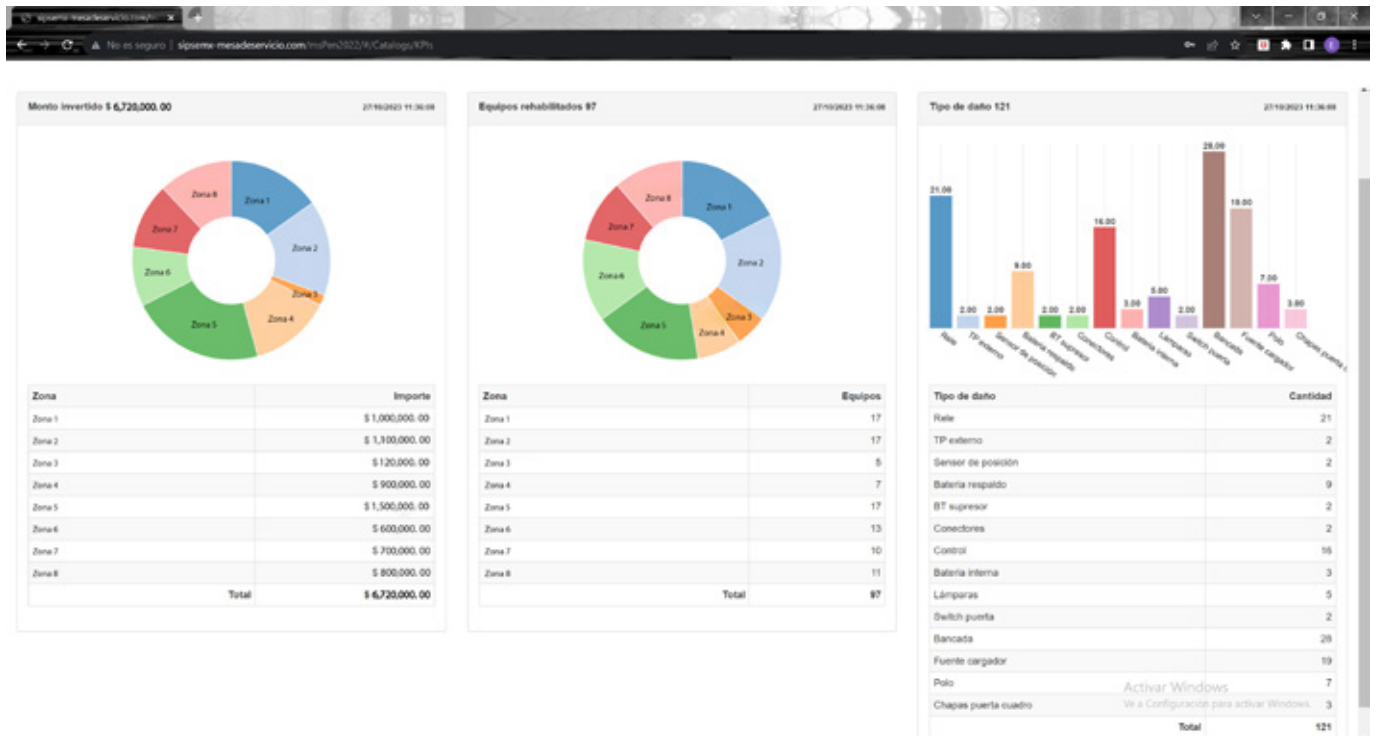 sipsemx-mesadeservicio.com/m
No es seguro | sipsemx-mesadeservicio.com/msPem2022/#/Catalogs/KPIs
Monto invertido $ 6,720,000. 00 27/10/2023 11:36:08
Zona 1
Zona 2
Zona 3
Zona 4
Zona 5
Zona 6
Zona 7
Zona 8
Zona Importe
Zona 1 $ 1,000,000. 00
Zona 2 $ 1,100,000. 00
Zona 3 $ 120,000. 00
Zona 4 $ 900,000. 00
Zona 5 $ 1,500,000. 00
Zona 6 $ 600,000. 00
Zona 7 $ 700,000. 00
Zona 8 $ 800,000. 00
Total $ 6,720,000. 00
Equipos rehabilitados 97 27/10/2023 11:36:08
Zona 1
Zona 2
Zona 3
Zona 4
Zona 5
Zona 6
Zona 7
Zona 8
Zona Equipos
Zona 1 17
Zona 2 17
Zona 3 5
Zona 4 7
Zona 5 17
Zona 6 13
Zona 7 10
Zona 8 11
Total 97
Tipo de daño 121 27/10/2023 11:36:08
21.00 2.00 2.00 9.00 2.00 2.00 16.00 3.00 5.00 2.00 28.00 19.00 7.00 3.00
Rele
TP externo
Sensor de posición
Bateria respaldo
BT supresor
Conectores
Control
Bateria interna
Lámparas
Switch puerta
Bancada
Fuente cargador
Polo
Chapas puerta c
Tipo de daño Cantidad
Rele 21
TP externo 2
Sensor de posición 2
Bateria respaldo 9
BT supresor 2
Conectores 2
Control 16
Bateria interna 3
Lámparas 5
Switch puerta 2
Bancada 28
Fuente cargador 19
Polo 7
Chapas puerta cuadro 3
Total 121
Activar Windows
Ve a Configuración para activar Windows.